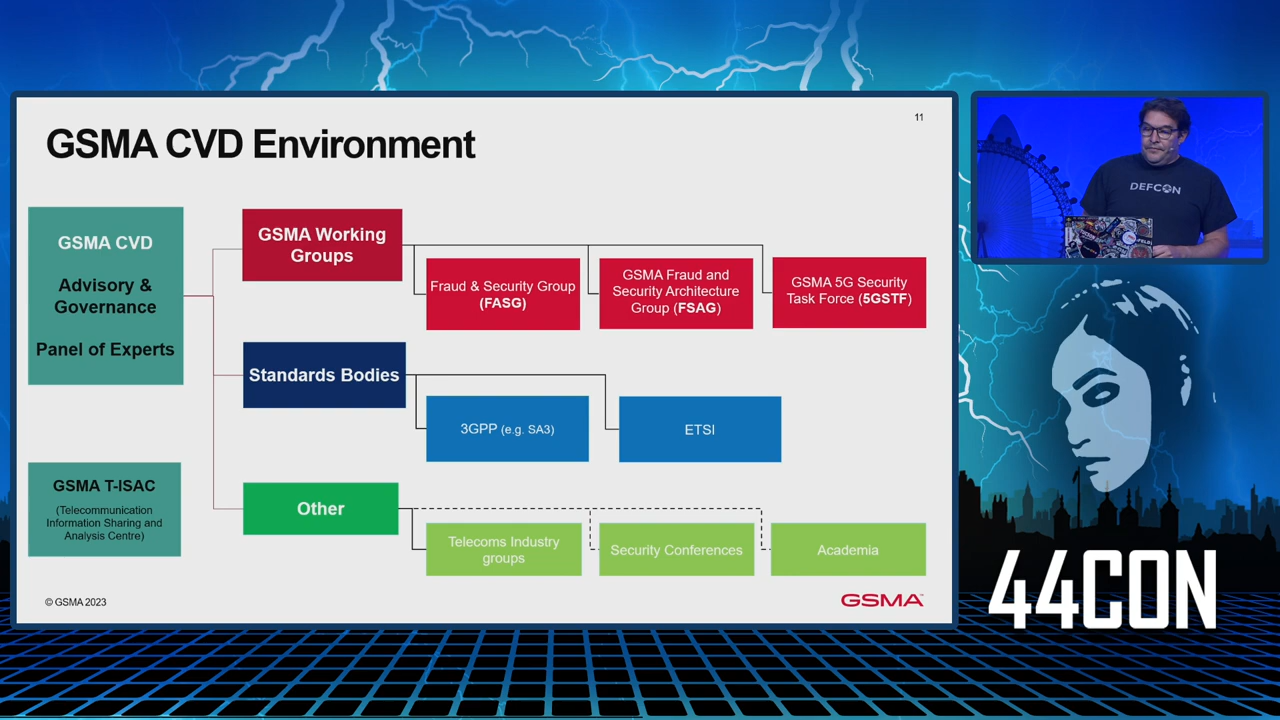 11
GSMA CVD Environment
GSMA CVD
Advisory &
Governance
Panel of Experts
GSMA Working
Groups
Fraud & Security Group
(FASG)
GSMA Fraud and
Security Architecture
Group (FSAG)
GSMA 5G Security
Task Force (5GSTF)
Standards Bodies
3GPP (e.g. SA3)
ETSI
GSMA T-ISAC
(Telecommunication
Information Sharing and
Analysis Centre)
Other
Telecoms Industry
groups
Security Conferences
Academia
© GSMA 2023
GSMA™
DEFCON
44CON